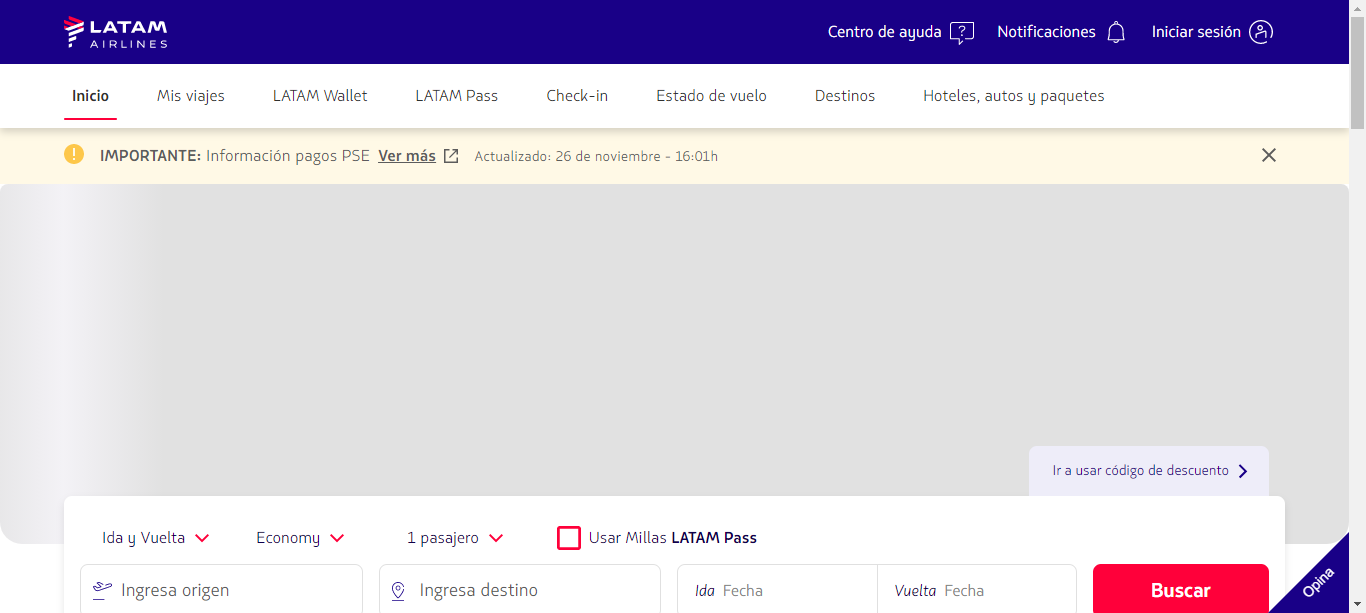 LATAM
AIRLINES
Centro de ayuda
Notificaciones
Iniciar sesión
Inicio
Mis viajes
LATAM Wallet
LATAM Pass
Check-in
Estado de vuelo
Destinos
Hoteles, autos y paquetes
IMPORTANTE: Información pagos PSE Ver más Actualizado: 26 de noviembre - 16:01h
Ir a usar código de descuento
Ida y Vuelta
Economy
1 pasajero
Usar Millas LATAM Pass
Ingresa origen
Ingresa destino
Ida Fecha
Vuelta Fecha
Buscar
Opina